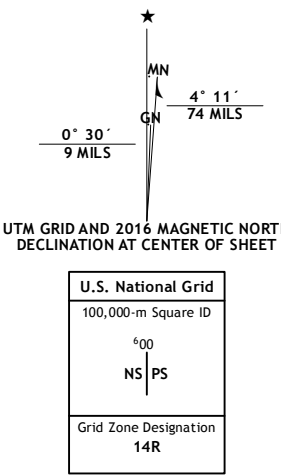 MN
GN
4° 11´
74 MILS
0° 30´
9 MILS
UTM GRID AND 2016 MAGNETIC NORTH
DECLINATION AT CENTER OF SHEET
U.S. National Grid
100,000-m Square ID
⁶00
NS PS
Grid Zone Designation
14R